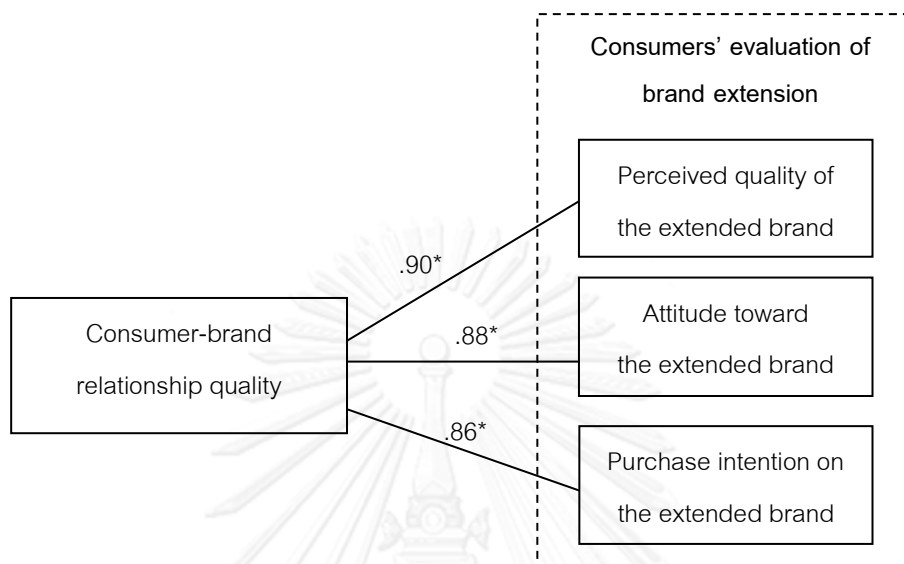 Consumers’ evaluation of
brand extension
Perceived quality of
the extended brand
.90*
Consumer-brand
relationship quality
.88*
Attitude toward
the extended brand
.86*
Purchase intention on
the extended brand